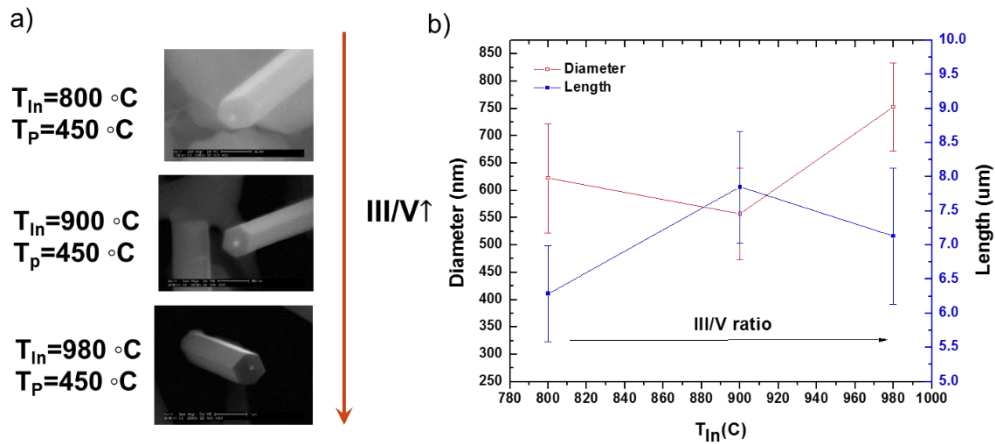 a)
T_In=800 °C
T_P=450 °C
T_In=900 °C
T_p=450 °C
T_In=980 °C
T_P=450 °C
III/V↑
b)
Diameter
Length
III/V ratio
Diameter (nm)
850
800
750
700
650
600
550
500
450
400
350
300
250
Length (um)
10.0
9.5
9.0
8.5
8.0
7.5
7.0
6.5
6.0
5.5
5.0
780 800 820 840 860 880 900 920 940 960 980 1000
T_In(C)